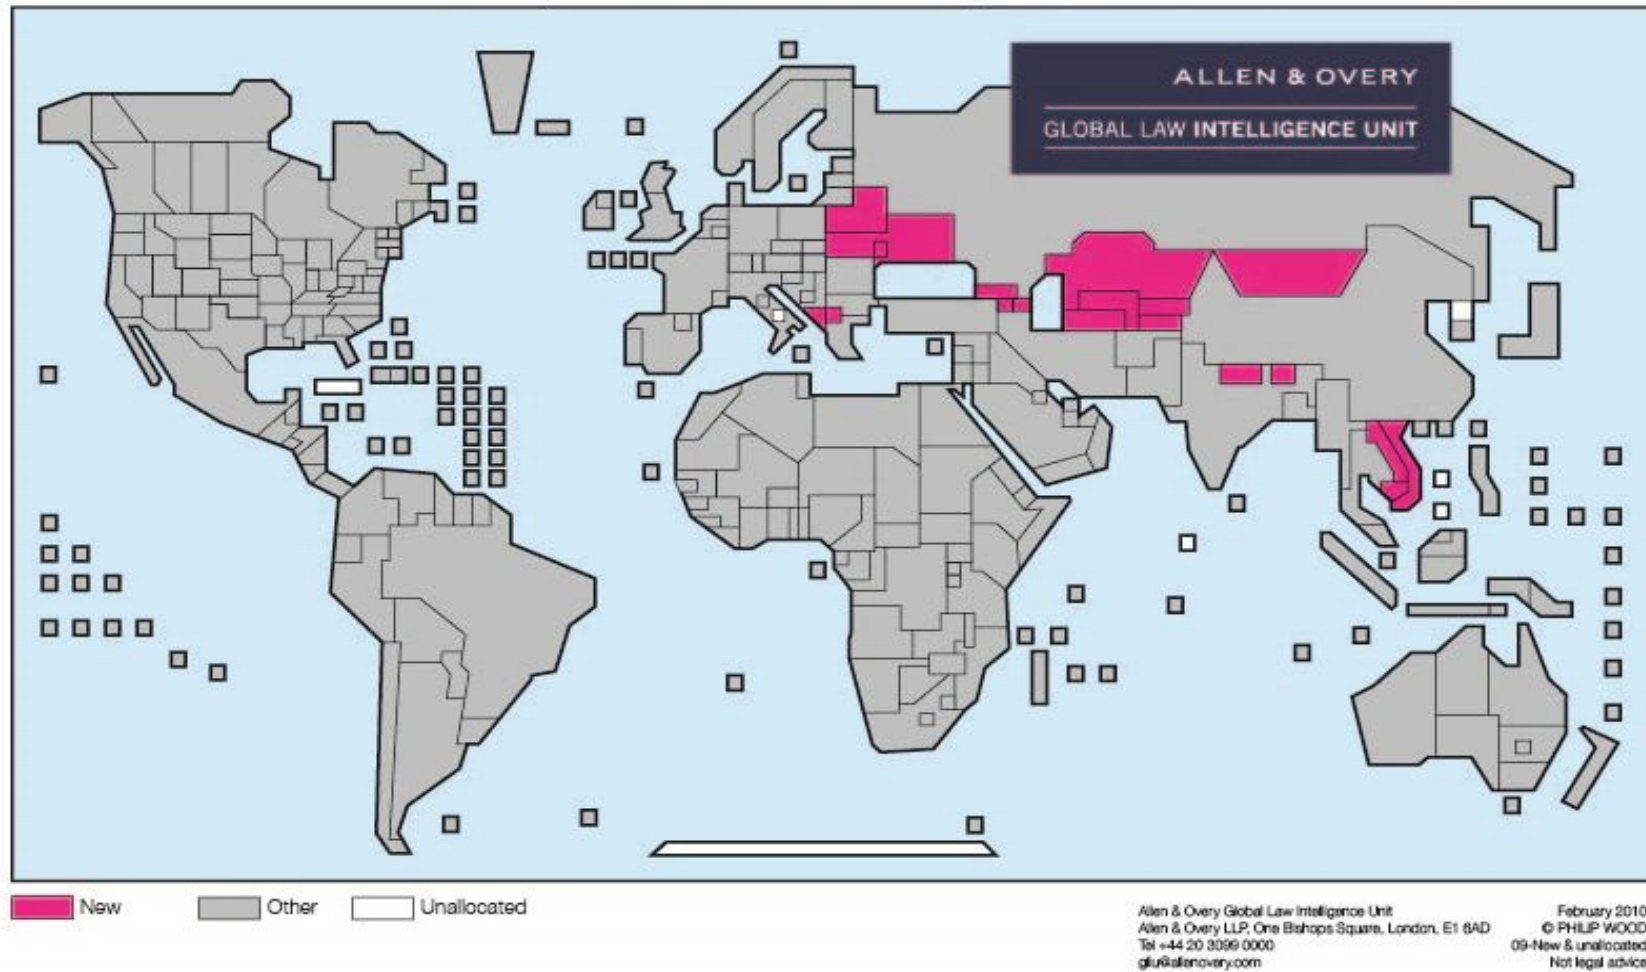 ALLEN & OVERY
GLOBAL LAW INTELLIGENCE UNIT
New
Other
Unallocated
Allen & Overy Global Law Intelligence Unit
Allen & Overy LLP, One Bishops Square, London, E1 6AD
Tel +44 20 3099 0000
gliu@allenovery.com
February 2010
© PHILIP WOOD
09-New & unallocated
Not legal advice